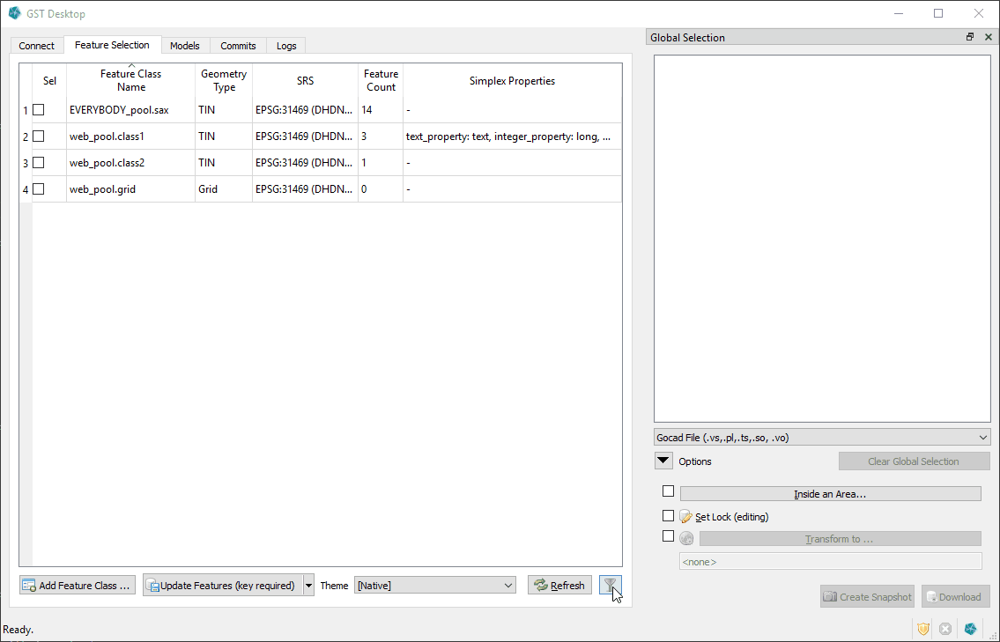 GST Desktop
Connect
Feature Selection
Models
Commits
Logs
Sel
Feature Class
Name
Geometry
Type
SRS
Feature
Count
Simplex Properties
1 EVERYBODY_pool.sax TIN EPSG:31469 (DHDN... 14 -
2 web_pool.class1 TIN EPSG:31469 (DHDN... 3 text_property: text, integer_property: long, ...
3 web_pool.class2 TIN EPSG:31469 (DHDN... 1 -
4 web_pool.grid Grid EPSG:31469 (DHDN... 0 -
Add Feature Class ...
Update Features (key required)
Theme
[Native]
Refresh
Global Selection
Gocad File (.vs,.pl,.ts,.so, .vo)
Options
Clear Global Selection
Inside an Area...
Set Lock (editing)
Transform to ...
<none>
Create Snapshot
Download
Ready.